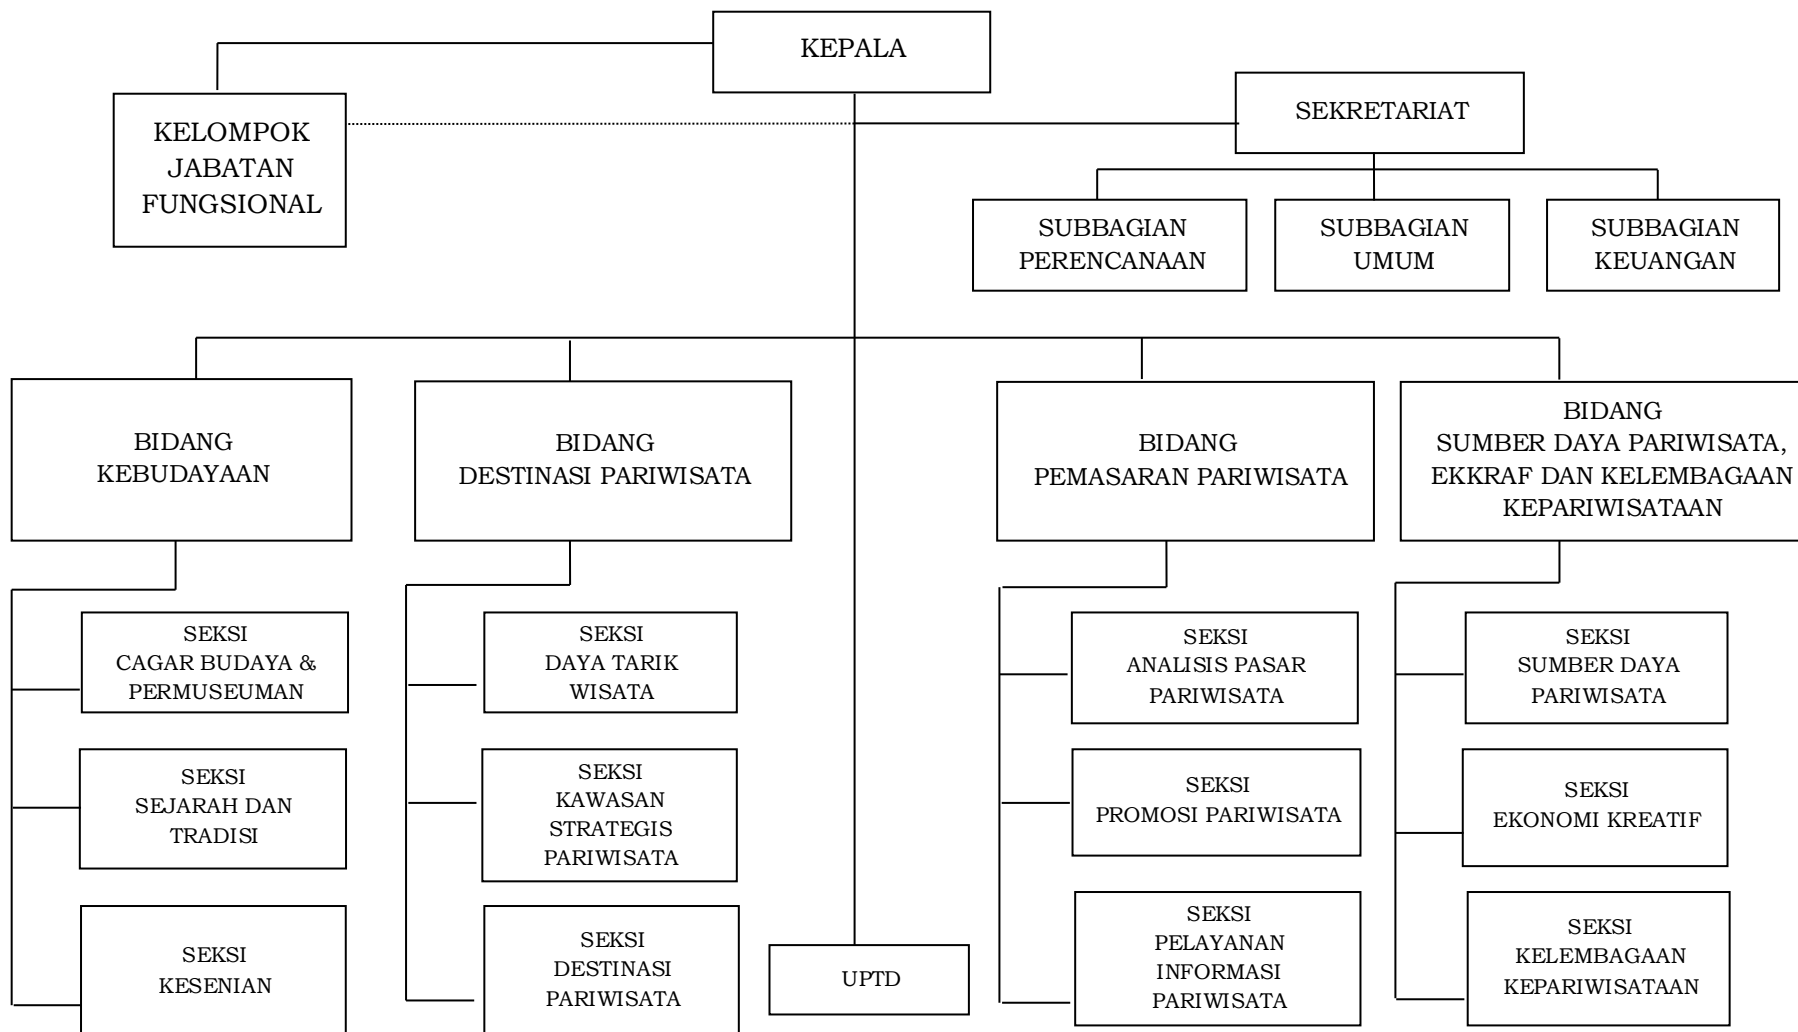 KEPALA
KELOMPOK
JABATAN
FUNGSIONAL
SEKRETARIAT
SUBBAGIAN
PERENCANAAN
SUBBAGIAN
UMUM
SUBBAGIAN
KEUANGAN
BIDANG
KEBUDAYAAN
BIDANG
DESTINASI PARIWISATA
BIDANG
PEMASARAN PARIWISATA
BIDANG
SUMBER DAYA PARIWISATA,
EKKRAF DAN KELEMBAGAAN
KEPARIWISATAAN
SEKSI
CAGAR BUDAYA &
PERMUSEUMAN
SEKSI
SEJARAH DAN
TRADISI
SEKSI
KESENIAN
SEKSI
DAYA TARIK
WISATA
SEKSI
KAWASAN
STRATEGIS
PARIWISATA
SEKSI
DESTINASI
PARIWISATA
UPTD
SEKSI
ANALISIS PASAR
PARIWISATA
SEKSI
PROMOSI PARIWISATA
SEKSI
PELAYANAN
INFORMASI
PARIWISATA
SEKSI
SUMBER DAYA
PARIWISATA
SEKSI
EKONOMI KREATIF
SEKSI
KELEMBAGAAN
KEPARIWISATAAN